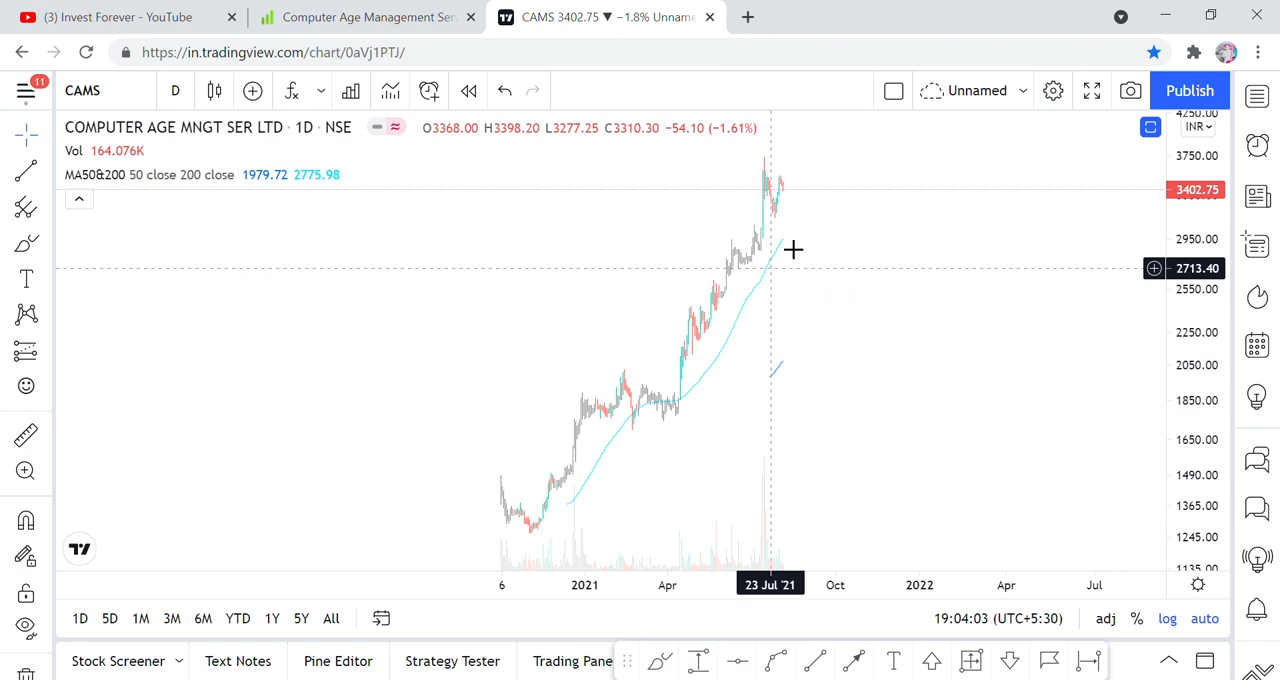 (3) Invest Forever - YouTube
Computer Age Management Ser
CAMS 3402.75 ▼ −1.8% Unname
https://in.tradingview.com/chart/0aVj1PTJ/
11
CAMS
D
Unnamed
Publish
COMPUTER AGE MNGT SER LTD · 1D · NSE
O3368.00 H3398.20 L3277.25 C3310.30 −54.10 (−1.61%)
INR
Vol 164.076K
MA50&200 50 close 200 close 1979.72 2775.98
4250.00
3750.00
3402.75
2950.00
2713.40
2550.00
2250.00
2050.00
1850.00
1650.00
1490.00
1365.00
1245.00
1135.00
6
2021
Apr
23 Jul '21
Oct
2022
Apr
Jul
1D 5D 1M 3M 6M YTD 1Y 5Y All
19:04:03 (UTC+5:30)
adj % log auto
Stock Screener
Text Notes
Pine Editor
Strategy Tester
Trading Pane